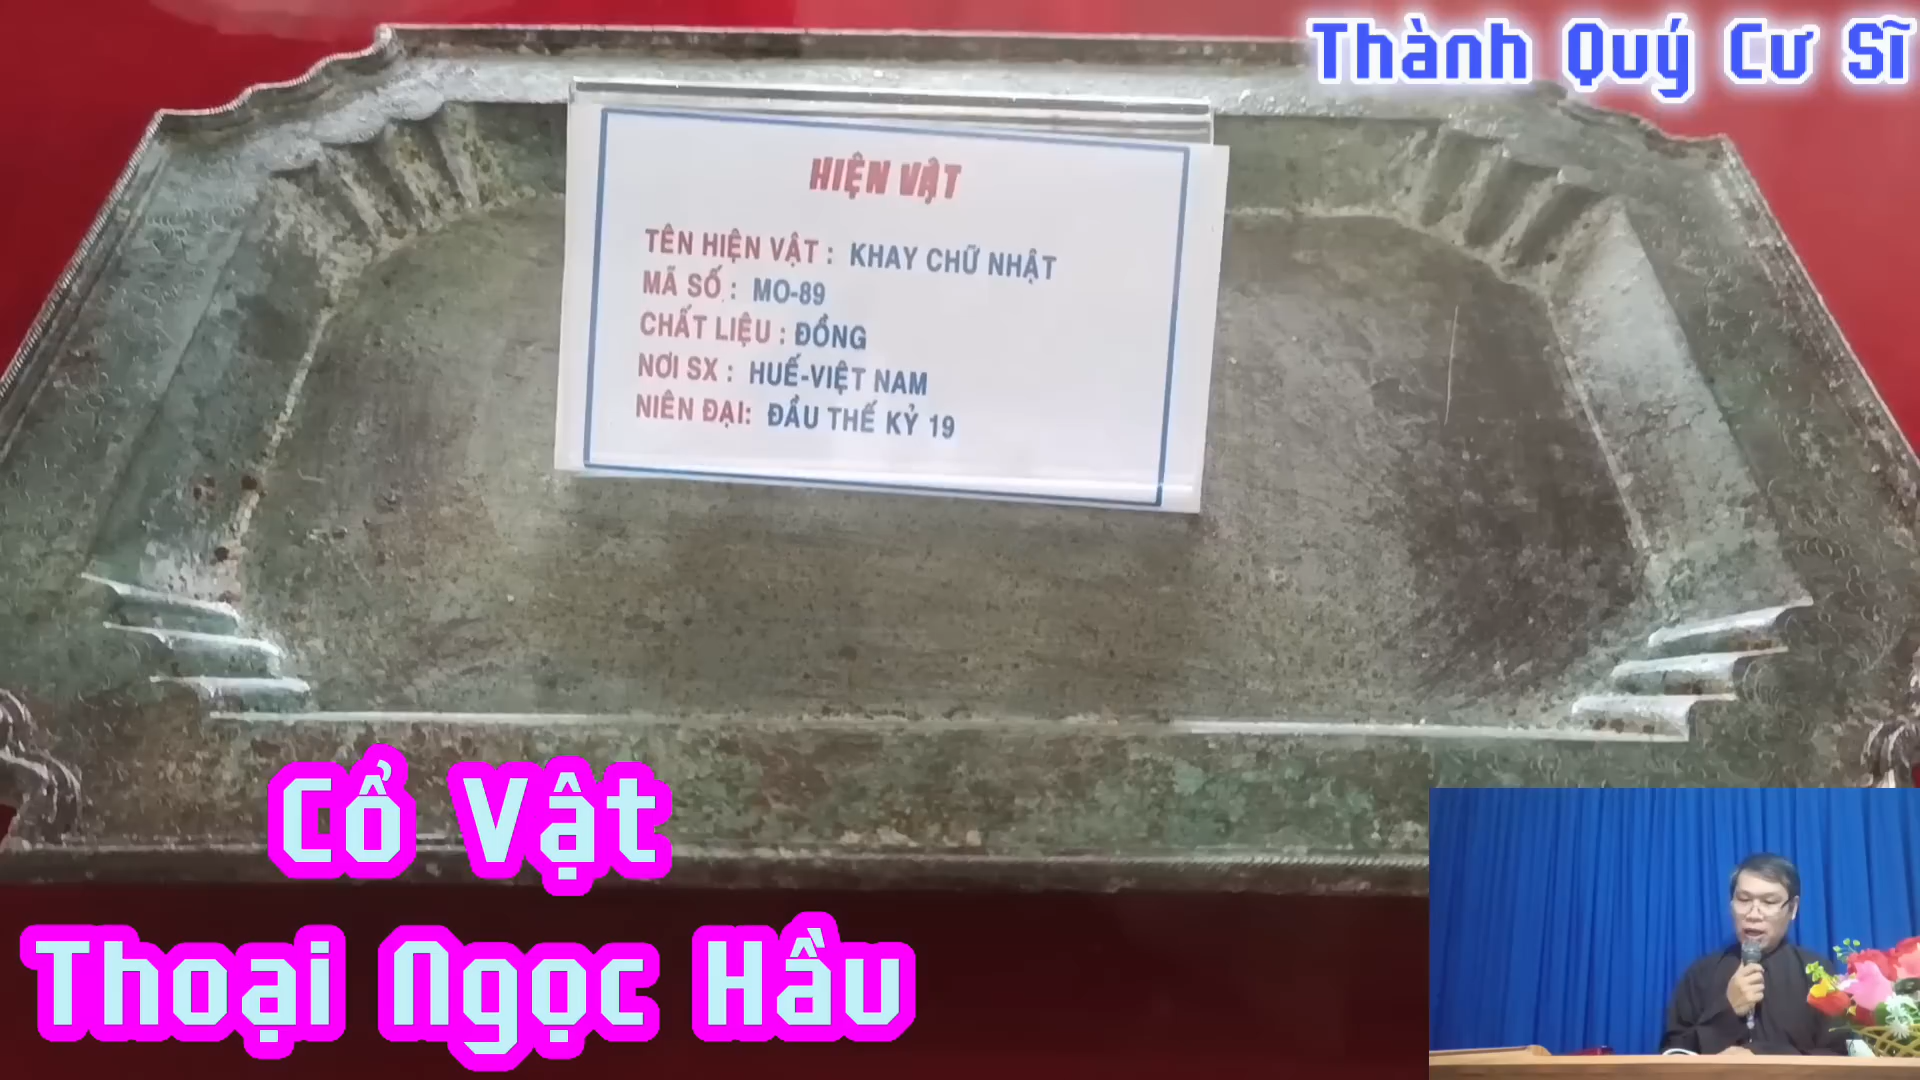 Thành Quý Cư Sĩ
HIỆN VẬT
TÊN HIỆN VẬT : KHAY CHỮ NHẬT
MÃ SỐ : MO-89
CHẤT LIỆU : ĐỒNG
NƠI SX : HUẾ-VIỆT NAM
NIÊN ĐẠI: ĐẦU THẾ KỶ 19
Cổ Vật
Thoại Ngọc Hầu